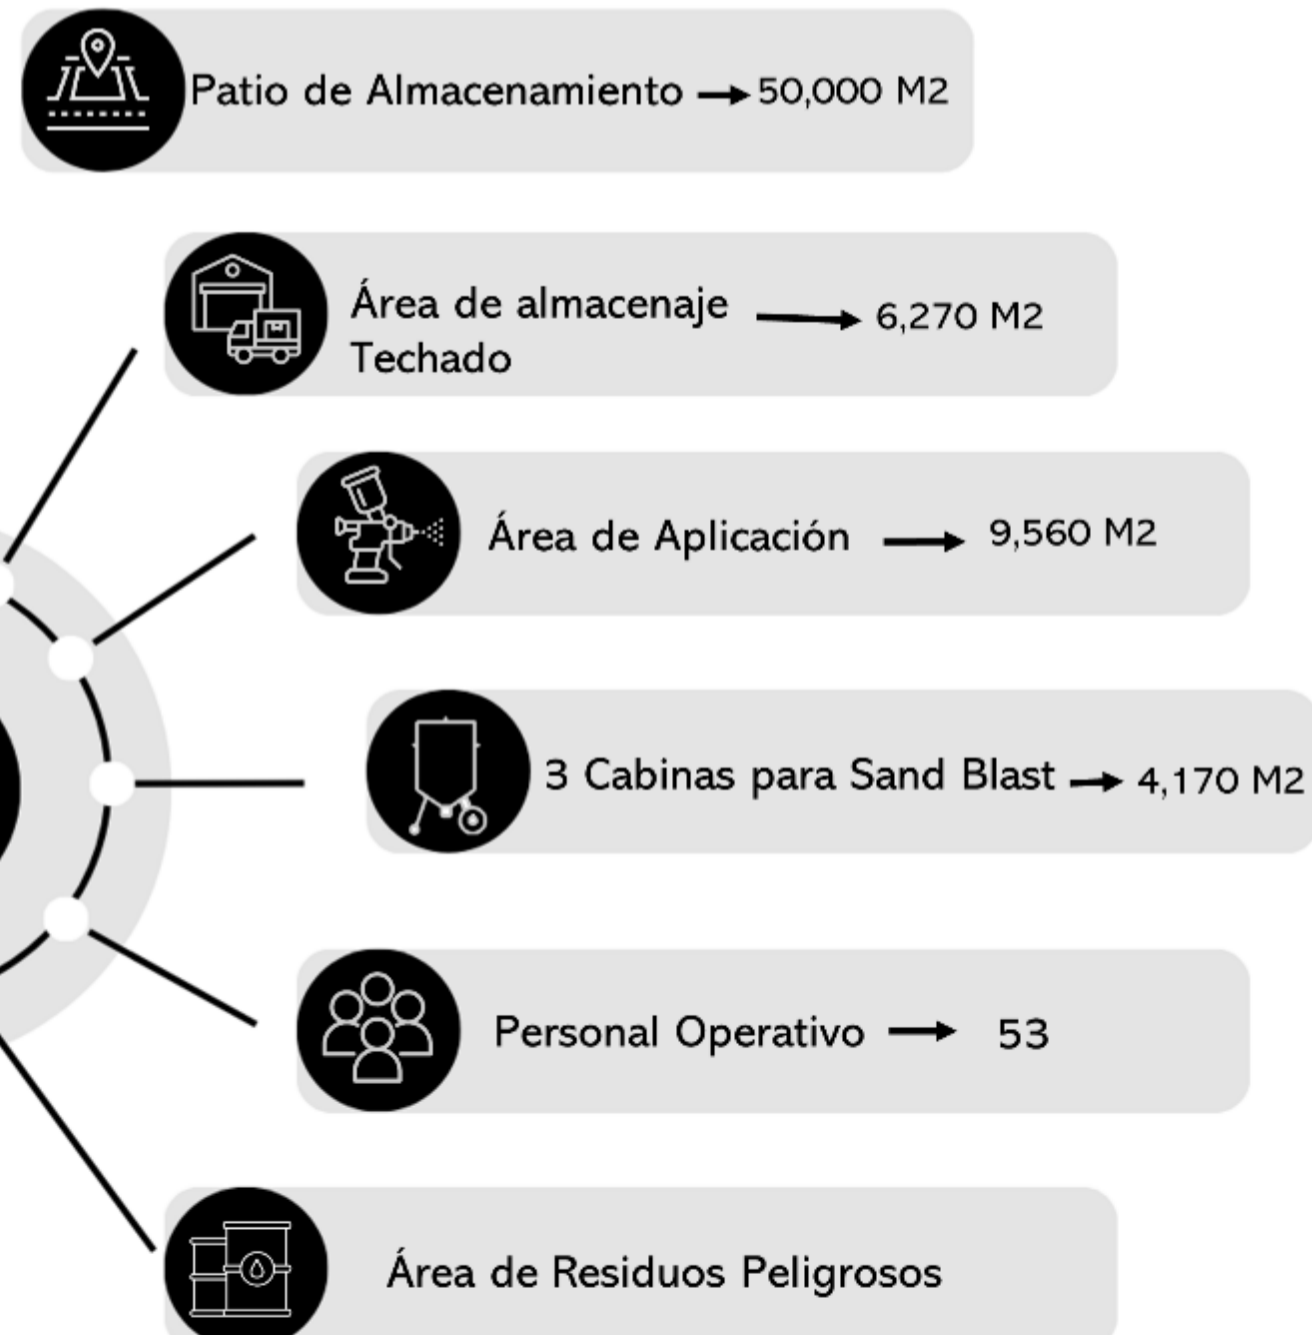 Patio de Almacenamiento → 50,000 M2
Área de almacenaje → 6,270 M2
Techado
Área de Aplicación → 9,560 M2
3 Cabinas para Sand Blast → 4,170 M2
Personal Operativo → 53
Área de Residuos Peligrosos